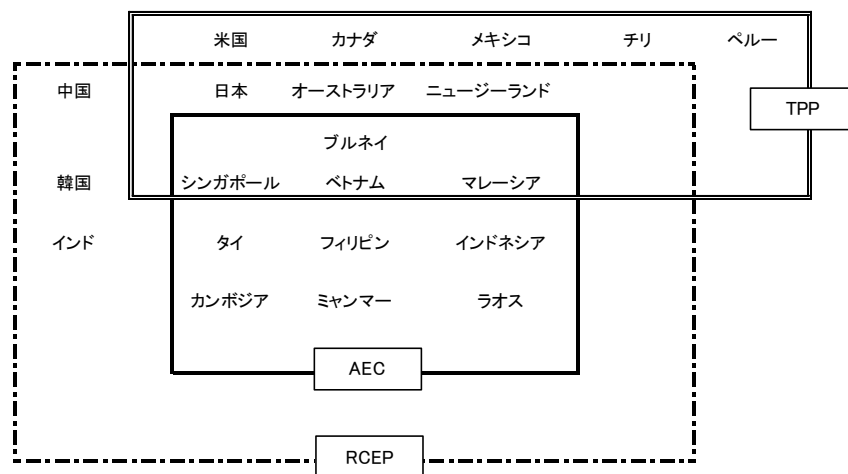 米国 カナダ メキシコ チリ ペルー
中国 日本 オーストラリア ニュージーランド
TPP
ブルネイ
韓国 シンガポール ベトナム マレーシア
インド タイ フィリピン インドネシア
カンボジア ミャンマー ラオス
AEC
RCEP